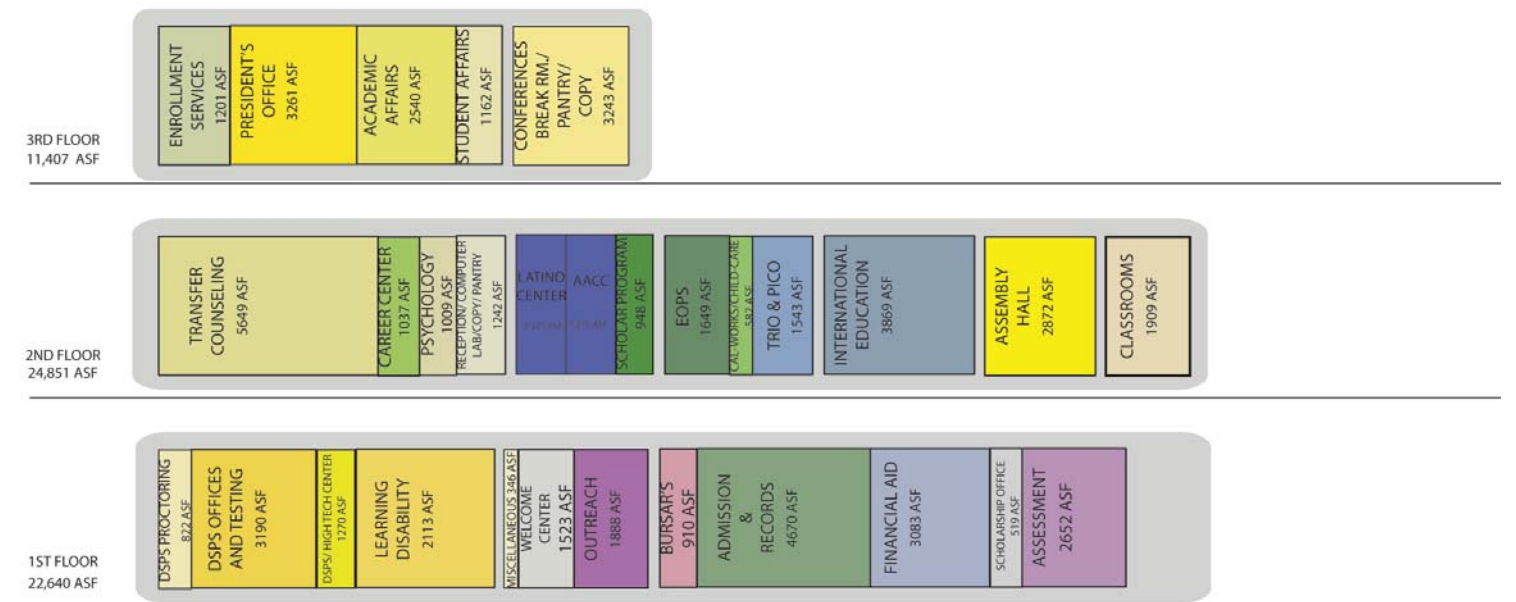 3RD FLOOR
11,407 ASF
ENROLLMENT
SERVICES
1201 ASF
PRESIDENT'S
OFFICE
3261 ASF
ACADEMIC
AFFAIRS
2540 ASF
STUDENT AFFAIRS
1162 ASF
CONFERENCES
BREAK RM./
PANTRY/
COPY
3243 ASF
2ND FLOOR
24,851 ASF
TRANSFER
COUNSELING
5649 ASF
CAREER CENTER
1037 ASF
PSYCHOLOGY
1009 ASF
RECEPTION/COMPUTER
LAB/COPY/ PANTRY
1242 ASF
LATINO
CENTER
AACC
SCHOLAR PROGRAM
948 ASF
EOPS
1649 ASF
CAL-WORKS/CHILD-CARE
582 ASF
TRIO & PICO
1543 ASF
INTERNATIONAL
EDUCATION
3869 ASF
ASSEMBLY
HALL
2872 ASF
CLASSROOMS
1909 ASF
1ST FLOOR
22,640 ASF
DSPS PROCTORING
822 ASF
DSPS OFFICES
AND TESTING
3190 ASF
DSPS/ HIGH TECH CENTER
1270 ASF
LEARNING
DISABILITY
2113 ASF
MISCELLANEOUS 346 ASF
WELCOME
CENTER
1523 ASF
OUTREACH
1888 ASF
BURSAR'S
910 ASF
ADMISSION
&
RECORDS
4670 ASF
FINANCIAL AID
3083 ASF
SCHOLARSHIP OFFICE
519 ASF
ASSESSMENT
2652 ASF